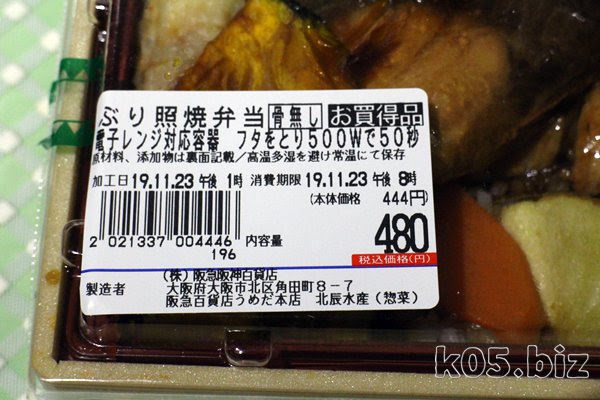 ぶり照焼弁当 骨無し お買得品
電子レンジ対応容器 フタをとり500Wで50秒
原材料、添加物は裏面記載/高温多湿を避け常温にて保存
加工日 19.11.23 午後 1時 消費期限 19.11.23 午後 8時
(本体価格 444円)
480
2 021337 004446 内容量
196
税込価格(円)
(株)阪急阪神百貨店
製造者 大阪府大阪市北区角田町8-7
阪急百貨店うめだ本店 北辰水産(惣菜)
k05.biz